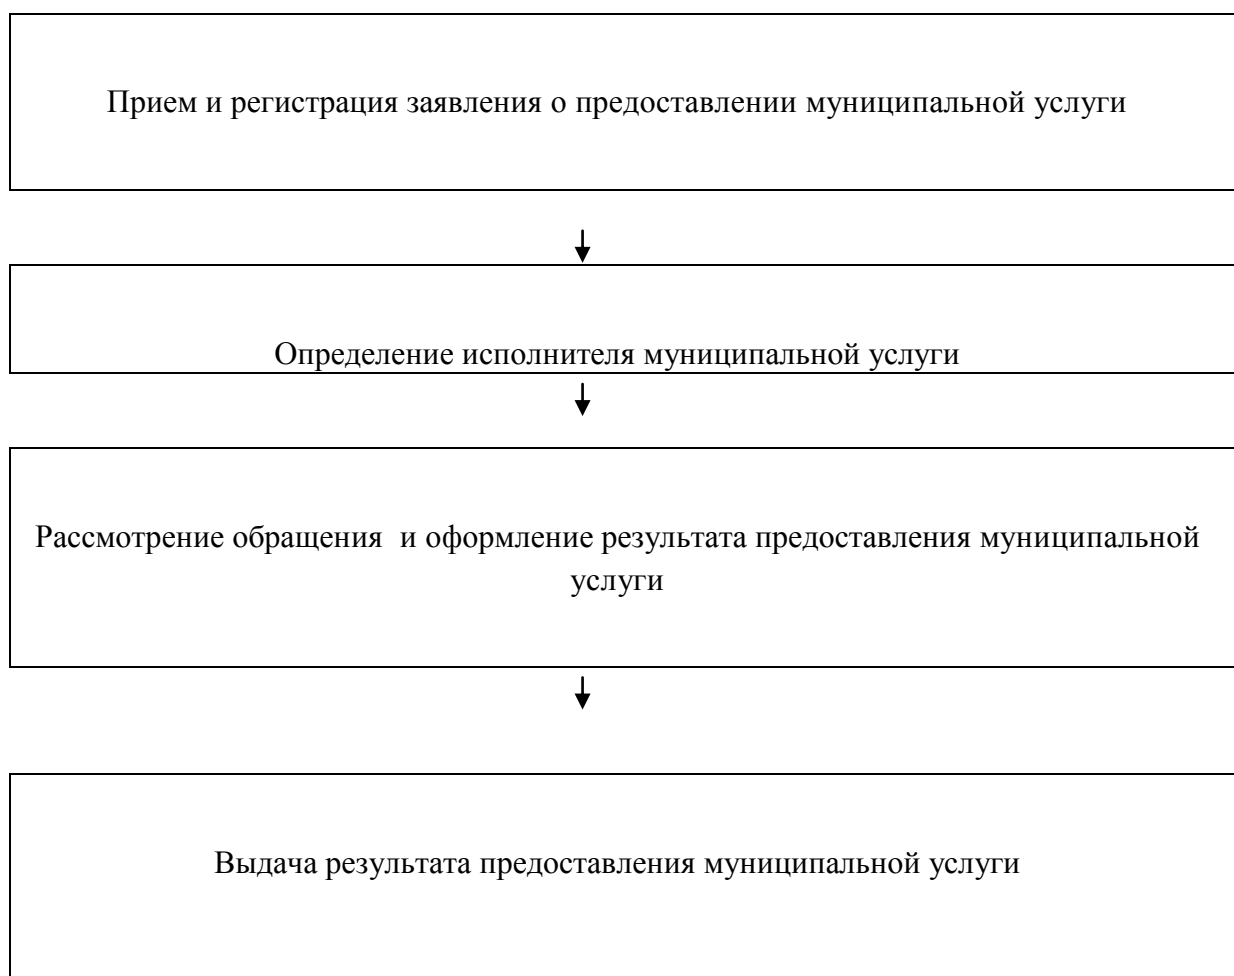 Прием и регистрация заявления о предоставлении муниципальной услуги
Определение исполнителя муниципальной услуги
Рассмотрение обращения  и оформление результата предоставления муниципальной
услуги
Выдача результата предоставления муниципальной услуги